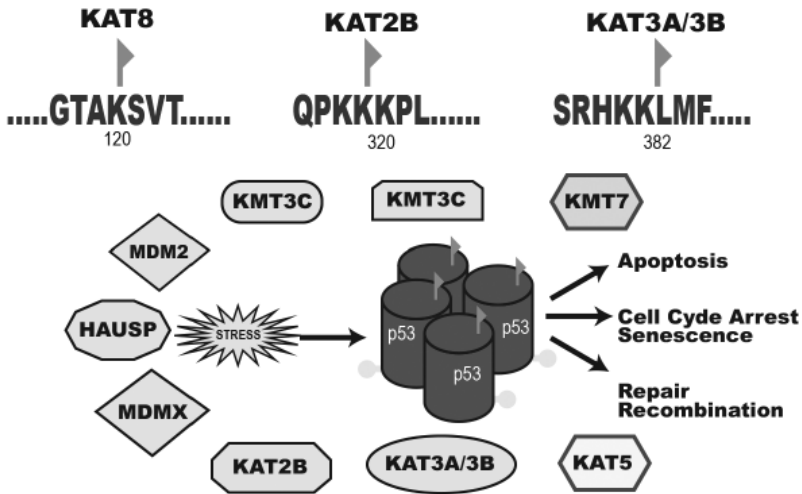 KAT8 KAT2B KAT3A/3B
.....GTAKSVT...... QPKKKPL...... SRHKKLMF.....
120 320 382
KMT3C KMT3C KMT7
MDM2
Apoptosis
HAUSP STRESS p53 p53 Cell Cyde Arrest
Senescence
p53
MDMX Repair
Recombination
KAT2B KAT3A/3B KAT5